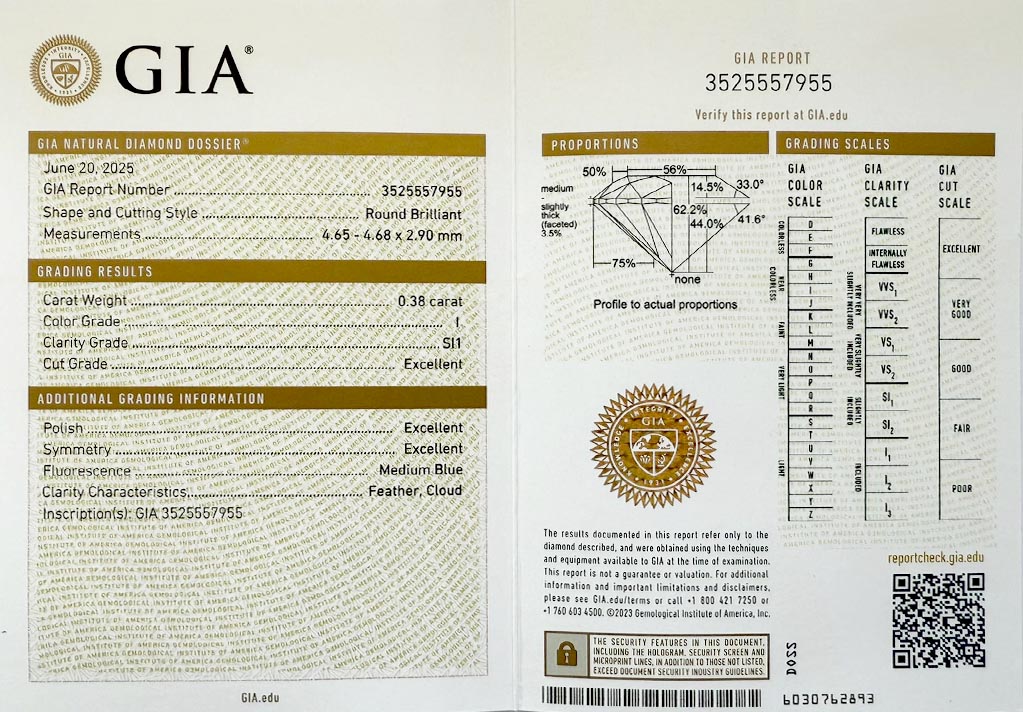 GIA®
GIA NATURAL DIAMOND DOSSIER®
June 20, 2025
GIA Report Number 3525557955
Shape and Cutting Style Round Brilliant
Measurements 4.65 - 4.68 x 2.90 mm
GRADING RESULTS
Carat Weight 0.38 carat
Color Grade I
Clarity Grade SI1
Cut Grade Excellent
ADDITIONAL GRADING INFORMATION
Polish Excellent
Symmetry Excellent
Fluorescence Medium Blue
Clarity Characteristics Feather, Cloud
Inscription(s): GIA 3525557955
GIA.edu
GIA REPORT
3525557955
Verify this report at GIA.edu
PROPORTIONS
50%
56%
medium
14.5%
33.0°
slightly
thick
(faceted)
3.5%
62.2%
44.0%
41.6°
75%
none
Profile to actual proportions
GIA
The results documented in this report refer only to the
diamond described, and were obtained using the techniques
and equipment available to GIA at the time of examination.
This report is not a guarantee or valuation. For additional
information and important limitations and disclaimers,
please see GIA.edu/terms or call +1 800 421 7250 or
+1 760 603 4500. ©2023 Gemological Institute of America, Inc.
THE SECURITY FEATURES IN THIS DOCUMENT,
INCLUDING THE HOLOGRAM, SECURITY SCREEN AND
MICROPRINT LINES, IN ADDITION TO THOSE NOT LISTED,
EXCEED DOCUMENT SECURITY INDUSTRY GUIDELINES.
GRADING SCALES
GIA
COLOR
SCALE
COLORLESS
D
E
F
NEAR COLORLESS
G
H
I
J
FAINT
K
L
M
VERY LIGHT
N
O
P
Q
R
LIGHT
S
T
U
V
W
X
Y
Z
GIA
CLARITY
SCALE
FLAWLESS
INTERNALLY
FLAWLESS
VERY VERY
SLIGHTLY INCLUDED
VVS1
VVS2
VERY SLIGHTLY
INCLUDED
VS1
VS2
SLIGHTLY
INCLUDED
SI1
SI2
INCLUDED
I1
I2
I3
GIA
CUT
SCALE
EXCELLENT
VERY
GOOD
GOOD
FAIR
POOR
reportcheck.gia.edu
D022
6030762893